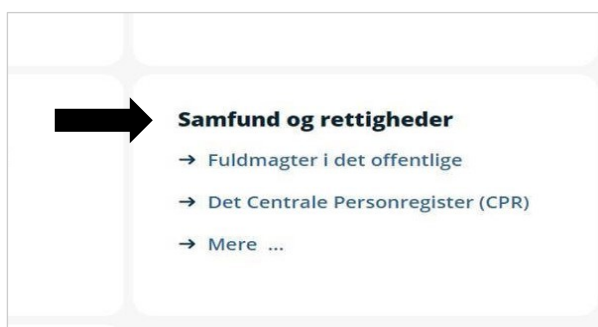 Samfund og rettigheder
→ Fuldmagter i det offentlige
→ Det Centrale Personregister (CPR)
→ Mere ...